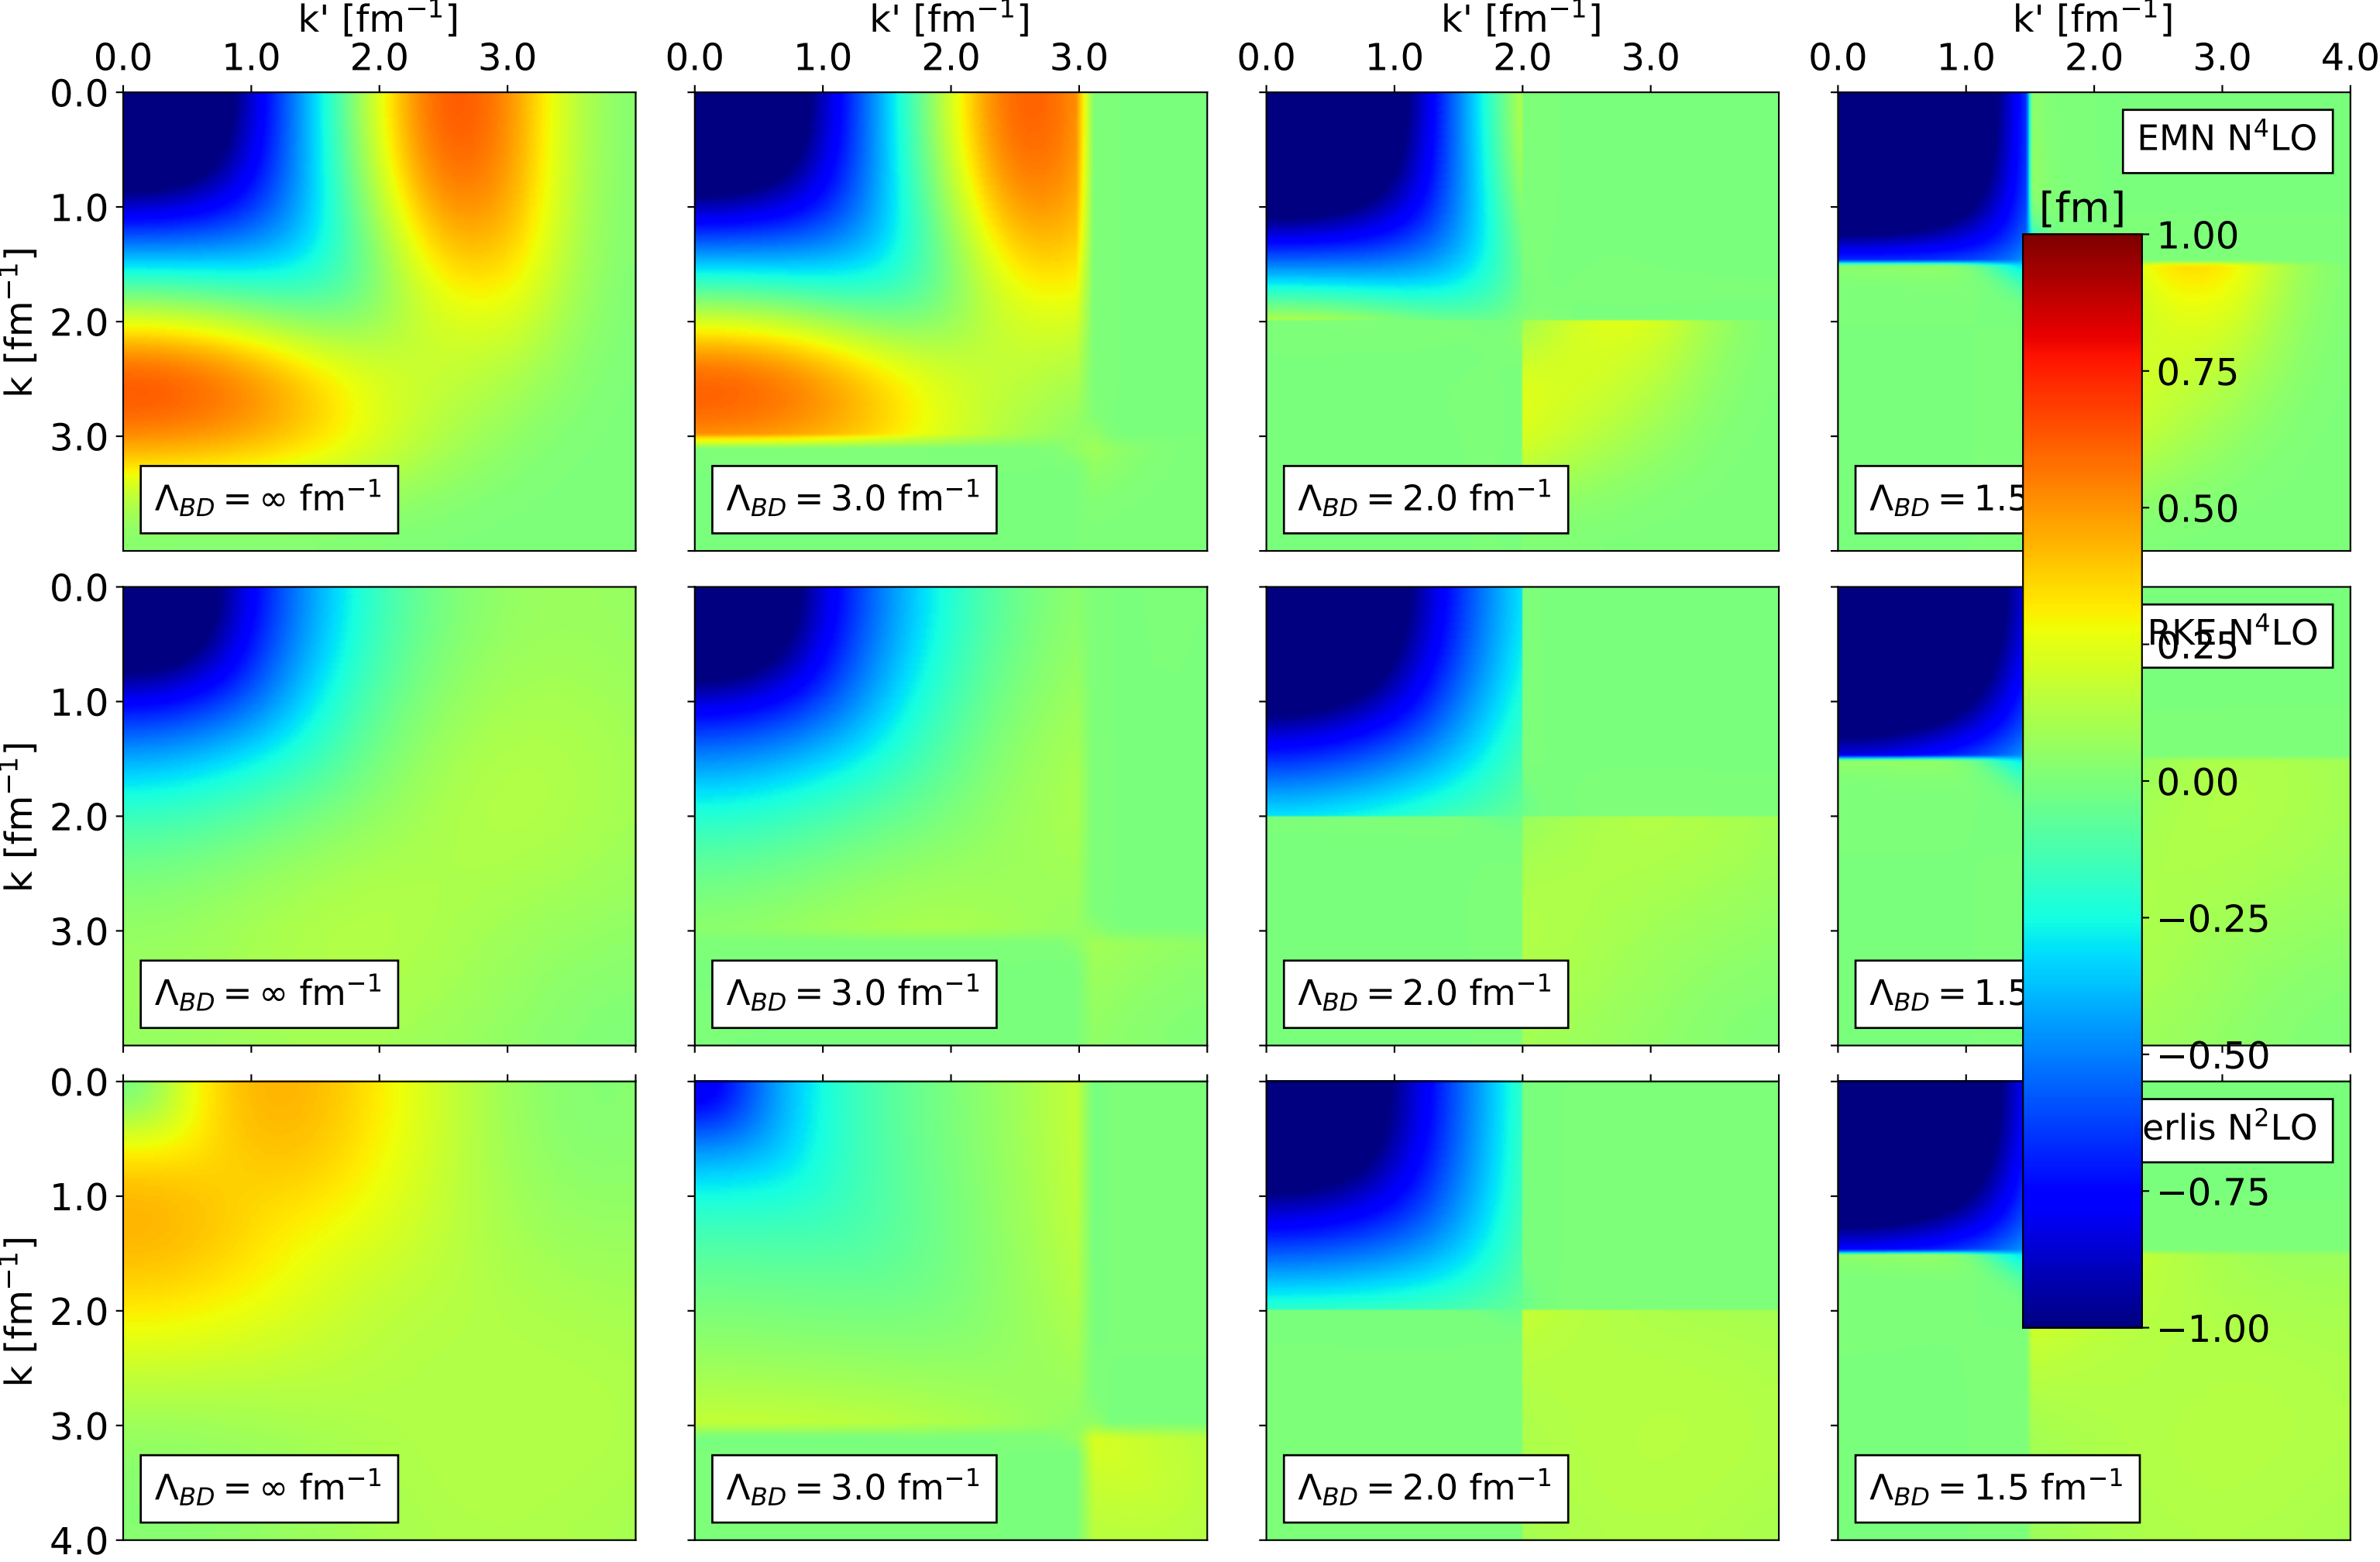 k' [fm⁻¹] k' [fm⁻¹] k' [fm⁻¹] k' [fm⁻¹]
0.0 1.0 2.0 3.0 0.0 1.0 2.0 3.0 0.0 1.0 2.0 3.0 0.0 1.0 2.0 3.0 4.0
0.0
1.0
2.0
3.0
k [fm⁻¹]
EMN N⁴LO
Λ_BD = ∞ fm⁻¹
Λ_BD = 3.0 fm⁻¹
Λ_BD = 2.0 fm⁻¹
Λ_BD = 1.5
0.0
1.0
2.0
3.0
k [fm⁻¹]
RKE N⁴LO
Λ_BD = ∞ fm⁻¹
Λ_BD = 3.0 fm⁻¹
Λ_BD = 2.0 fm⁻¹
Λ_BD = 1.5
0.0
1.0
2.0
3.0
4.0
k [fm⁻¹]
N²LO
Λ_BD = ∞ fm⁻¹
Λ_BD = 3.0 fm⁻¹
Λ_BD = 2.0 fm⁻¹
Λ_BD = 1.5 fm⁻¹
[fm]
1.00
0.75
0.50
0.25
0.00
−0.25
−0.50
−0.75
−1.00